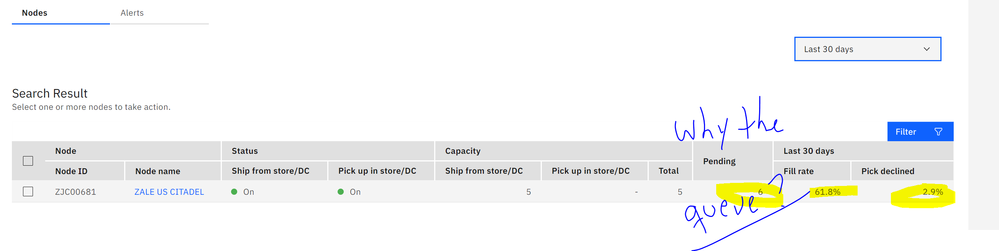 Nodes Alerts
Last 30 days
Search Result
Select one or more nodes to take action.
why the
Filter
Node Status Capacity Pending Last 30 days
Node ID Node name Ship from store/DC Pick up in store/DC Ship from store/DC Pick up in store/DC Total Fill rate Pick declined
ZJC00681 ZALE US CITADEL On On 5 - 5 6 61.8% 2.9%
queue ?